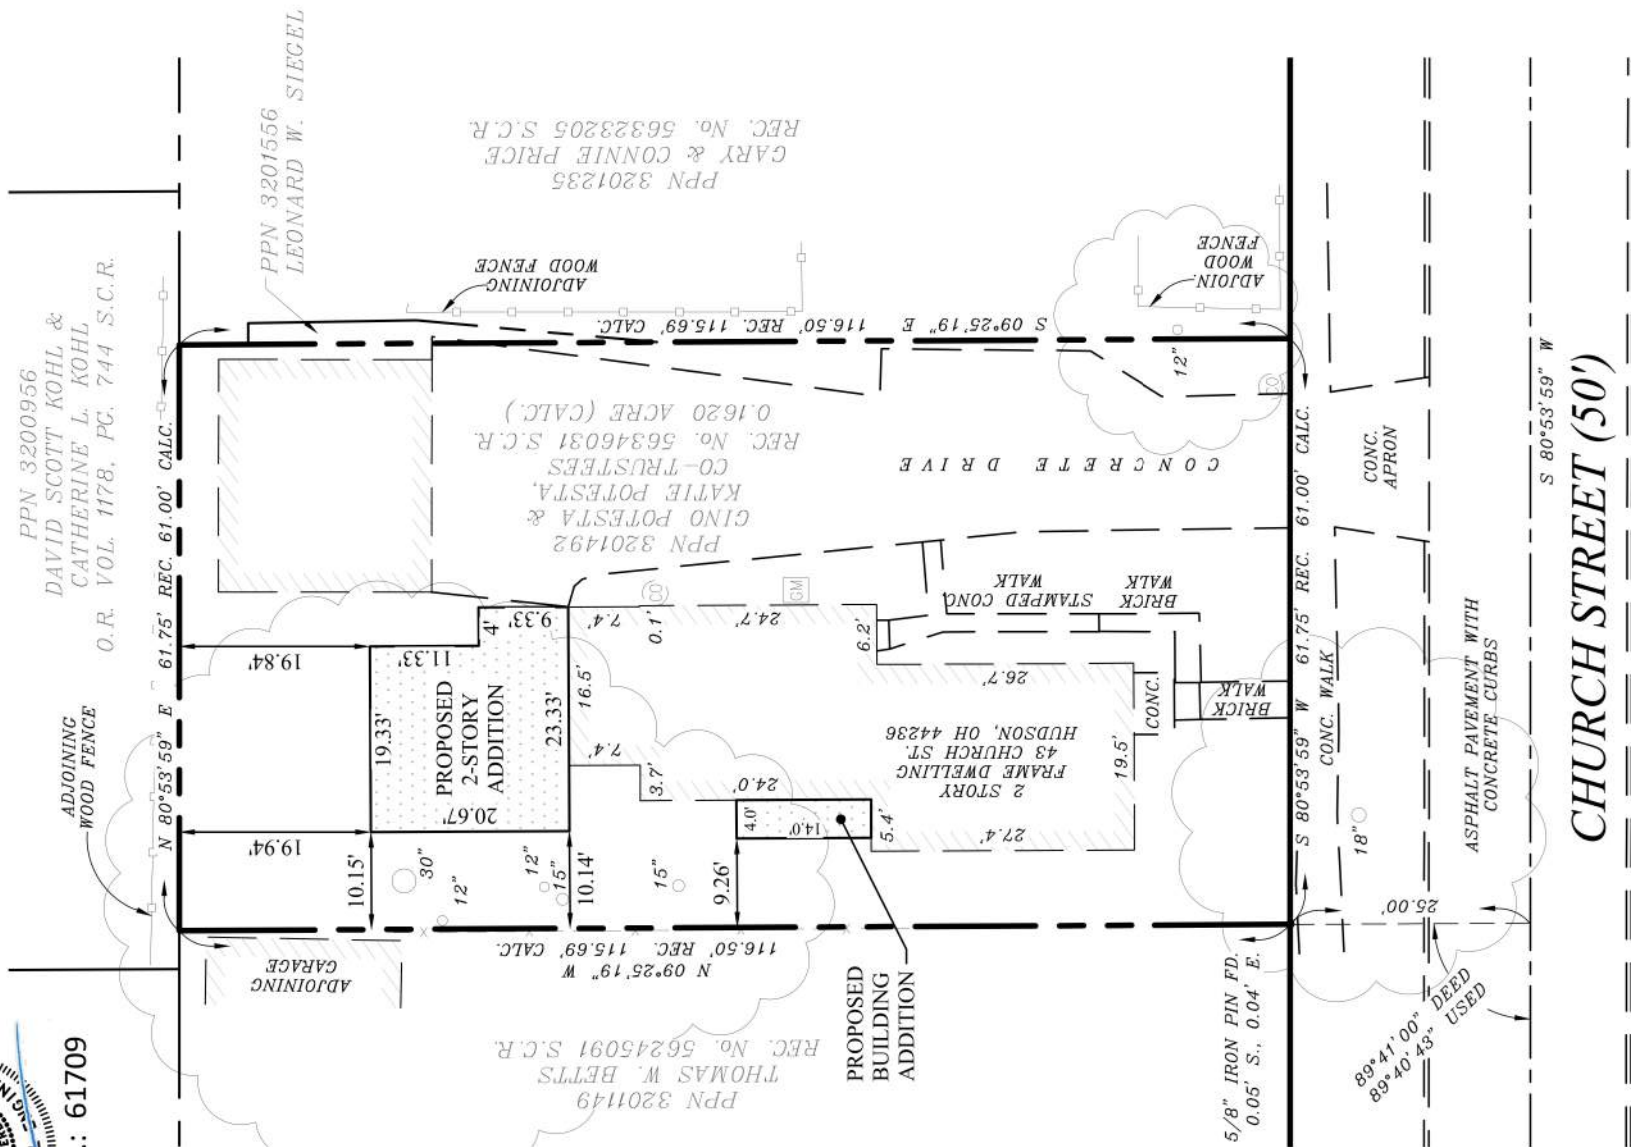 PPN 3200956
DAVID SCOTT KOHL &
CATHERINE L. KOHL
O.R. VOL. 1178, PG. 744 S.C.R.
PPN 3201556
LEONARD W. SIEGEL
PPN 3201235
GARY & CONNIE PRICE
REC. No. 56323205 S.C.R.
ADJOINING
WOOD FENCE
ADJOIN.
WOOD
FENCE
S 09°25'19" E 116.50' REC. 115.69' CALC.
12"
CO
PPN 3201492
GINO POTESTA &
KATIE POTESTA,
CO-TRUSTEES
REC. No. 56346031 S.C.R.
0.1620 ACRE (CALC.)
CONCRETE DRIVE
CONC.
APRON
ADJOINING
WOOD FENCE
N 80°53'59" E 61.75' REC. 61.00' CALC.
19.84'
19.94'
19.33'
11.33'
4'
9.33'
PROPOSED
2-STORY
ADDITION
23.33'
20.67'
16.5'
7.4'
0.1'
CO
GM
24.7'
6.2'
26.7'
7.4'
3.7'
24.0'
4.0'
14.0'
5.4'
27.4'
19.5'
2 STORY
FRAME DWELLING
43 CHURCH ST.
HUDSON, OH 44236
STAMPED CONC.
WALK
BRICK
WALK
CONC.
BRICK
WALK
10.15'
30"
12"
12"
15"
10.14'
15"
9.26'
N 09°25'19" W
116.50' REC. 115.69' CALC.
ADJOINING
GARAGE
PPN 3201149
THOMAS W. BETTS
REC. No. 56245091 S.C.R.
PROPOSED
BUILDING
ADDITION
S 80°53'59" W 61.75' REC. 61.00' CALC.
CONC. WALK
18"
ASPHALT PAVEMENT WITH
CONCRETE CURBS
25.00'
5/8" IRON PIN FD.
0.05' S., 0.04' E.
89°41'00" DEED
89°40'43" USED
S 80°53'59" W
CHURCH STREET (50')
.: 61709